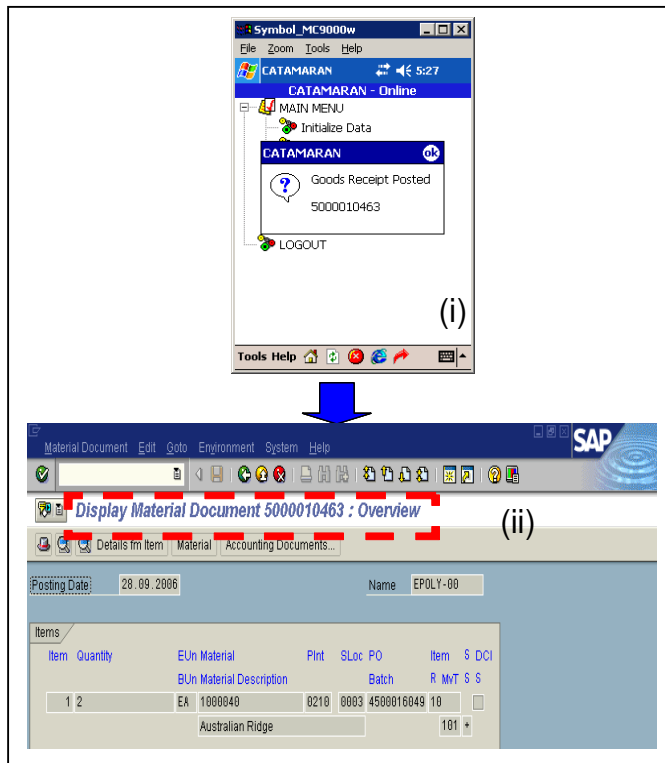 Symbol_MC9000w
File Zoom Tools Help
CATAMARAN 5:27
CATAMARAN - Online
MAIN MENU
Initialize Data
CATAMARAN ok
Goods Receipt Posted
5000010463
LOGOUT
(i)
Tools Help
Material Document Edit Goto Environment System Help
SAP
Display Material Document 5000010463 : Overview
(ii)
Details fm Item Material Accounting Documents...
Posting Date 28.09.2006 Name EPOLY-00
Items
Item Quantity EUn Material Plnt SLoc PO Item S DCI
BUn Material Description Batch R MvT S S
1 2 EA 1000040 0210 0003 4500016049 10
Australian Ridge 101 +